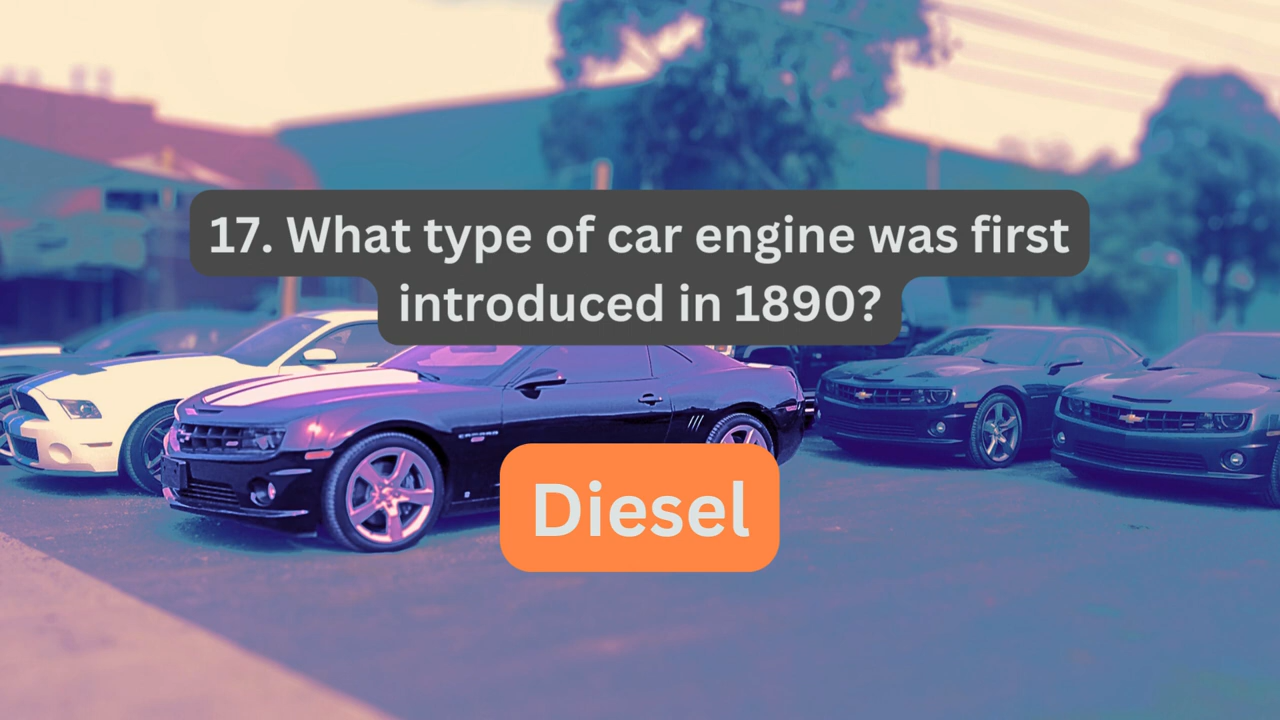 17. What type of car engine was first
introduced in 1890?
Diesel